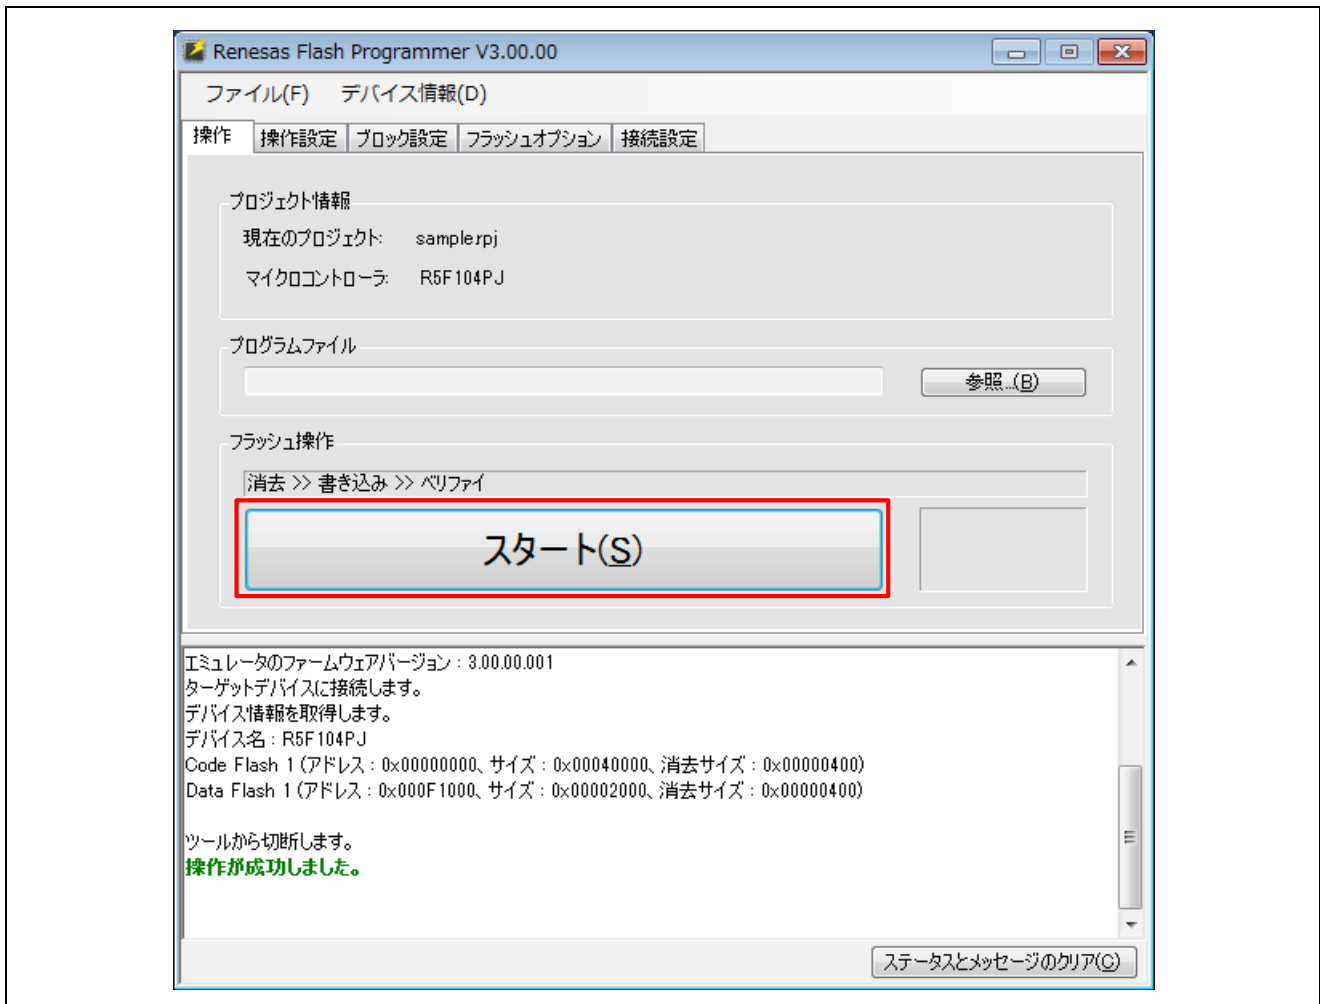 Renesas Flash Programmer V3.00.00
ファイル(F) デバイス情報(D)
操作 操作設定 ブロック設定 フラッシュオプション 接続設定
プロジェクト情報
現在のプロジェクト: sample.rpj
マイクロコントローラ: R5F104PJ
プログラムファイル
参照...(B)
フラッシュ操作
消去 >> 書き込み >> ベリファイ
スタート(S)
エミュレータのファームウェアバージョン : 3.00.00.001
ターゲットデバイスに接続します。
デバイス情報を取得します。
デバイス名 : R5F104PJ
Code Flash 1 (アドレス : 0x00000000、サイズ : 0x00040000、消去サイズ : 0x00000400)
Data Flash 1 (アドレス : 0x000F1000、サイズ : 0x00002000、消去サイズ : 0x00000400)
ツールから切断します。
操作が成功しました。
ステータスとメッセージのクリア(C)